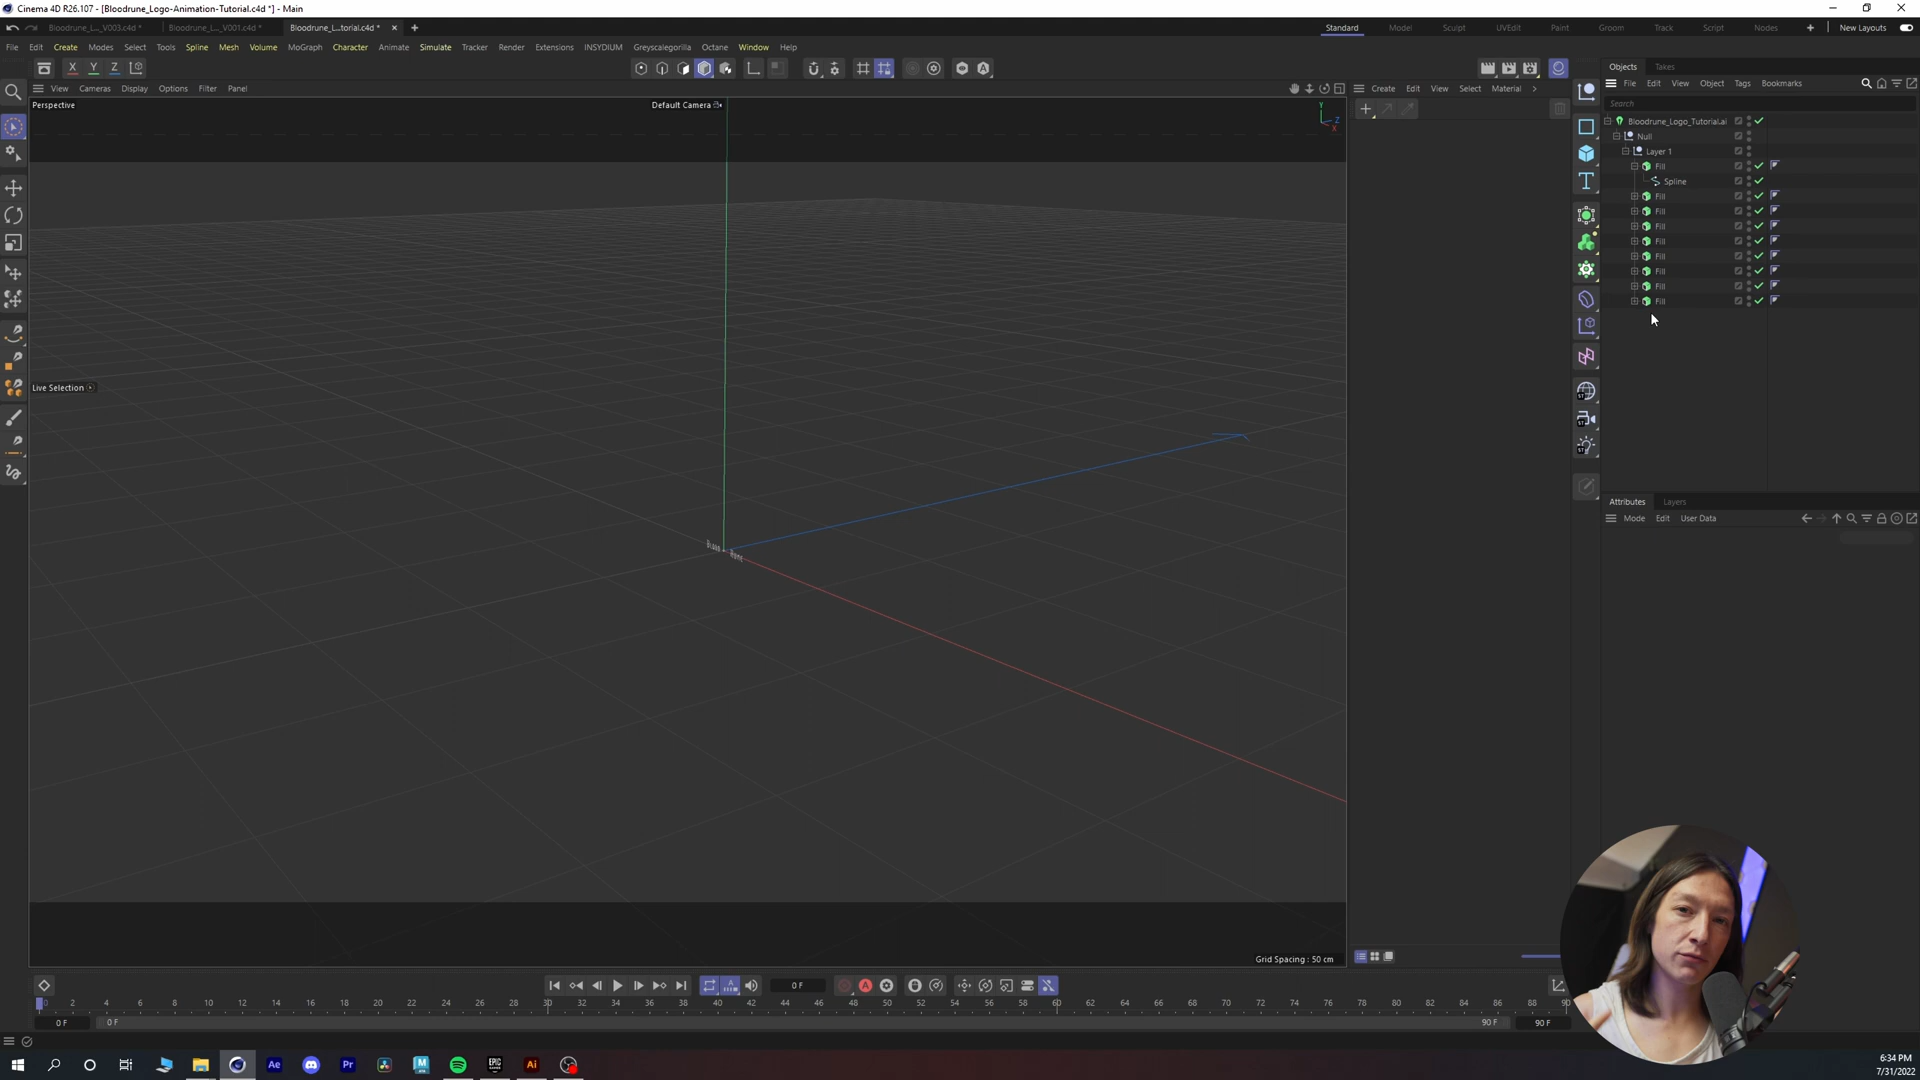 Cinema 4D R26.107 - [Bloodrune_Logo-Animation-Tutorial.c4d *] - Main
Bloodrune_L..._V003.c4d *
Bloodrune_L..._V001.c4d *
Bloodrune_L...torial.c4d *
Standard
Model
Sculpt
UVEdit
Paint
Groom
Track
Script
Nodes
New Layouts
File
Edit
Create
Modes
Select
Tools
Spline
Mesh
Volume
MoGraph
Character
Animate
Simulate
Tracker
Render
Extensions
INSYDIUM
Greyscalegorilla
Octane
Window
Help
X
Y
Z
Objects
Takes
View
Cameras
Display
Options
Filter
Panel
Create
Edit
View
Select
Material
File
Edit
View
Object
Tags
Bookmarks
Perspective
Default Camera
Y
Z
X
Search
Bloodrune_Logo_Tutorial.ai
Null
Layer 1
Fill
Spline
Fill
Fill
Fill
Fill
Fill
Fill
Fill
Fill
Live Selection
Attributes
Layers
Mode
Edit
User Data
Grid Spacing : 50 cm
0 F
0
2
4
6
8
10
12
14
16
18
20
22
24
26
28
30
32
34
36
38
40
42
44
46
48
50
52
54
56
58
60
62
64
66
68
70
72
74
76
78
80
82
84
86
88
90
0 F
0 F
90 F
90 F
Ae
Pr
M
EPIC
Ai
6:34 PM
7/31/2022